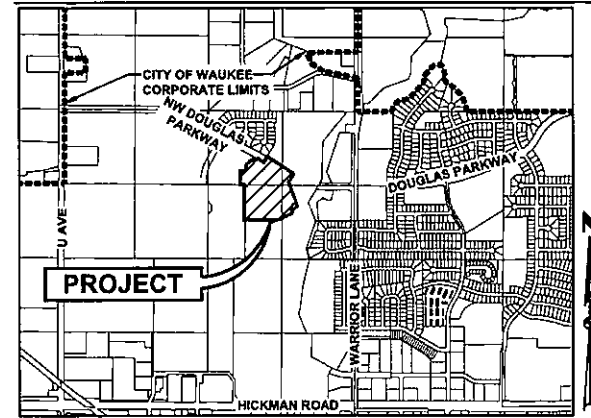 CITY OF WAUKEE
CORPORATE LIMITS
NW DOUGLAS
PARKWAY
DOUGLAS PARKWAY
U AVE
PROJECT
WARRIOR LANE
HICKMAN ROAD
N